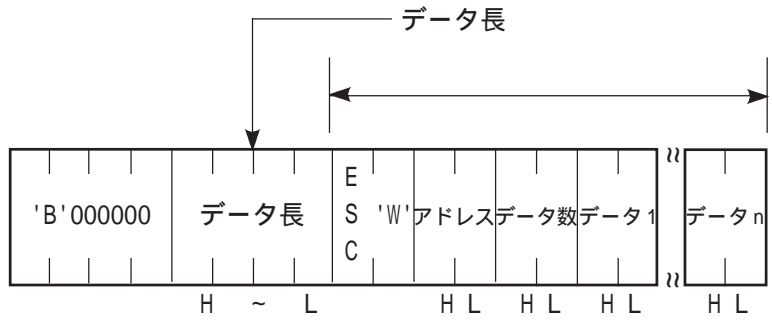 データ長
'B'000000 データ長 ESC 'W' アドレス データ数 データ1 ≈ データn
H ~ L H L H L H L H L